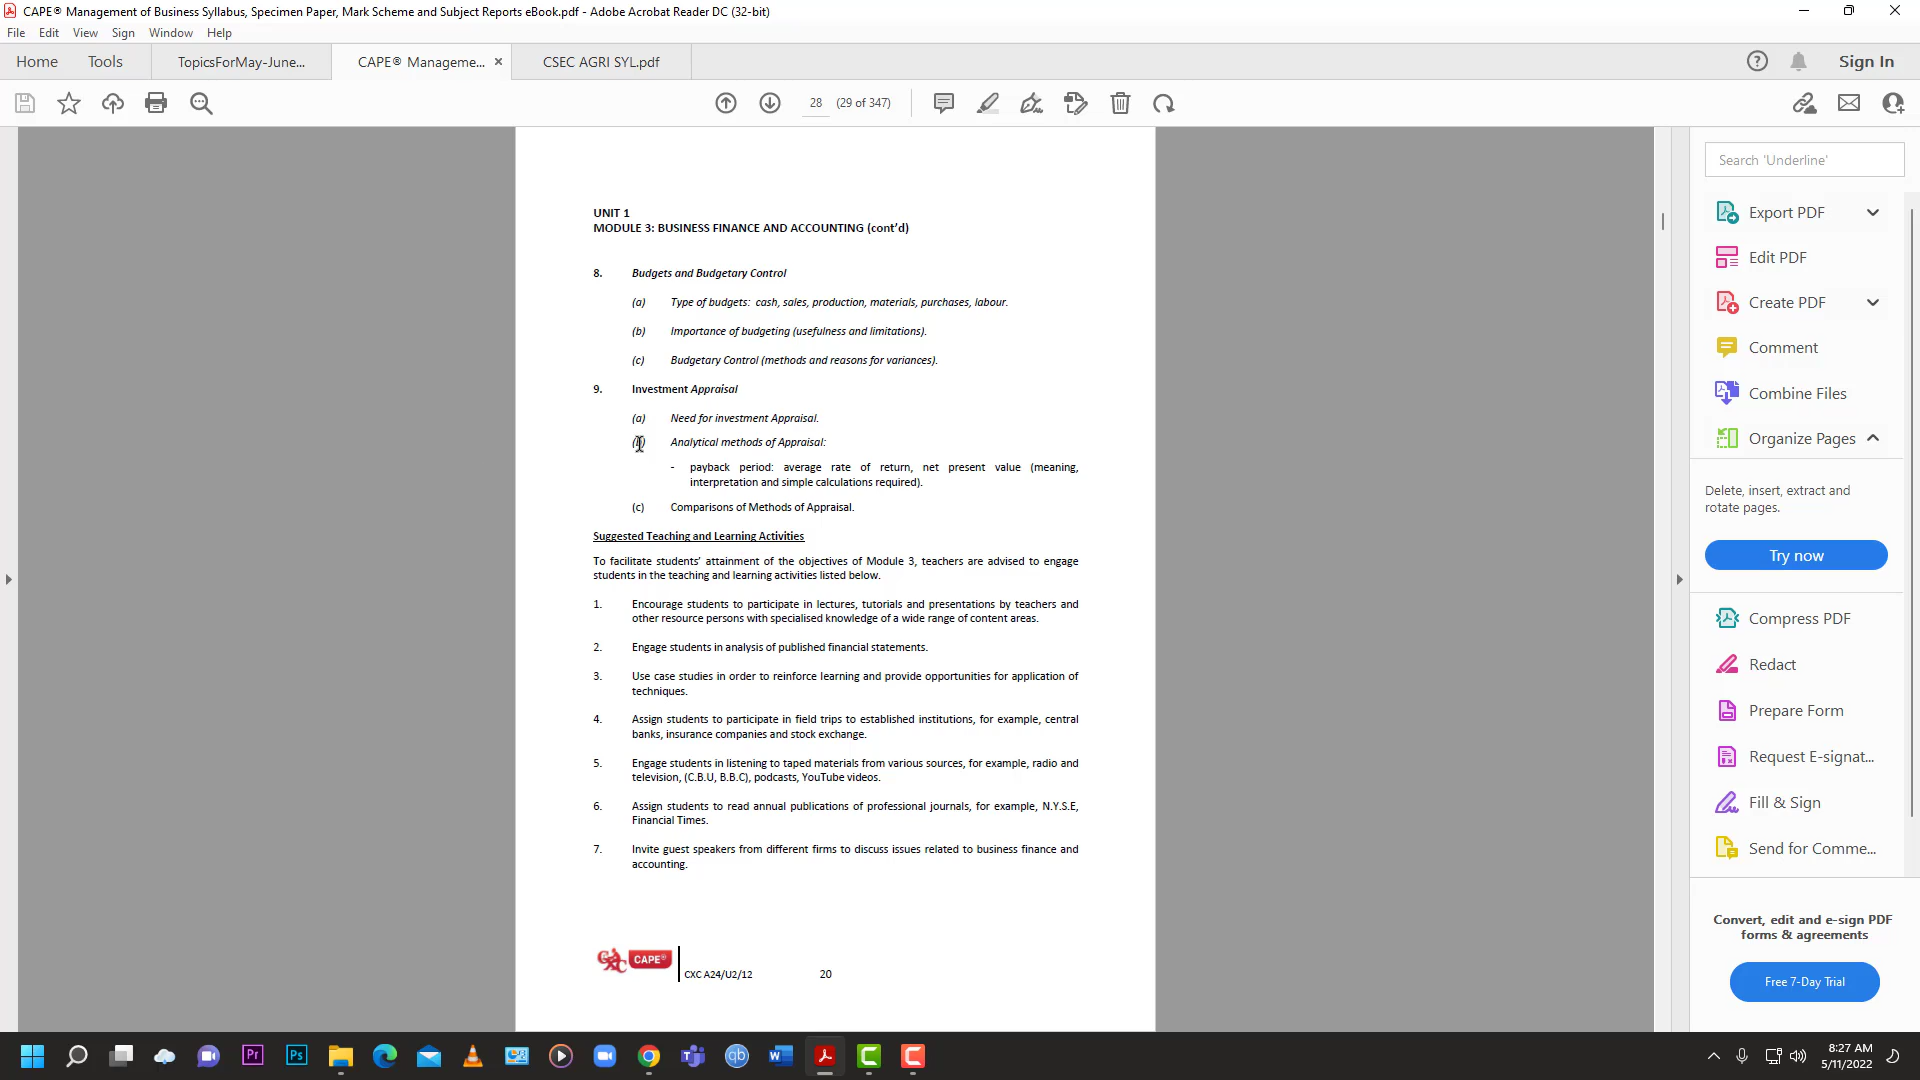 CAPE® Management of Business Syllabus, Specimen Paper, Mark Scheme and Subject Reports eBook.pdf - Adobe Acrobat Reader DC (32-bit)
File Edit View Sign Window Help
Home Tools TopicsForMay-June... CAPE® Manageme... CSEC AGRI SYL.pdf Sign In
28 (29 of 347)
UNIT 1
MODULE 3: BUSINESS FINANCE AND ACCOUNTING (cont'd)
8. Budgets and Budgetary Control
(a) Type of budgets: cash, sales, production, materials, purchases, labour.
(b) Importance of budgeting (usefulness and limitations).
(c) Budgetary Control (methods and reasons for variances).
9. Investment Appraisal
(a) Need for investment Appraisal.
(b) Analytical methods of Appraisal:
- payback period: average rate of return, net present value (meaning,
interpretation and simple calculations required).
(c) Comparisons of Methods of Appraisal.
Suggested Teaching and Learning Activities
To facilitate students' attainment of the objectives of Module 3, teachers are advised to engage
students in the teaching and learning activities listed below.
1. Encourage students to participate in lectures, tutorials and presentations by teachers and
other resource persons with specialised knowledge of a wide range of content areas.
2. Engage students in analysis of published financial statements.
3. Use case studies in order to reinforce learning and provide opportunities for application of
techniques.
4. Assign students to participate in field trips to established institutions, for example, central
banks, insurance companies and stock exchange.
5. Engage students in listening to taped materials from various sources, for example, radio and
television, (C.B.U, B.B.C), podcasts, YouTube videos.
6. Assign students to read annual publications of professional journals, for example, N.Y.S.E,
Financial Times.
7. Invite guest speakers from different firms to discuss issues related to business finance and
accounting.
CXC CAPE®
CXC A24/U2/12 20
Search 'Underline'
Export PDF
Edit PDF
Create PDF
Comment
Combine Files
Organize Pages
Delete, insert, extract and
rotate pages.
Try now
Compress PDF
Redact
Prepare Form
Request E-signat...
Fill & Sign
Send for Comme...
Convert, edit and e-sign PDF
forms & agreements
Free 7-Day Trial
Pr Ps qb
8:27 AM
5/11/2022